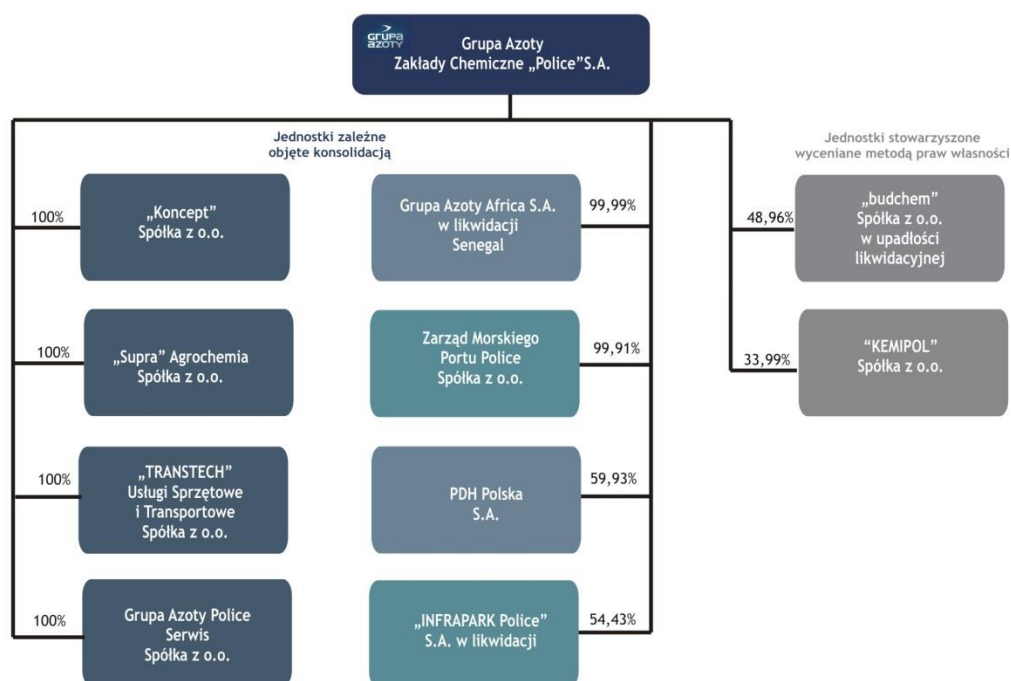 GRUPA
AZOTY
Grupa Azoty
Zakłady Chemiczne „Police”S.A.
Jednostki zależne
objęte konsolidacją
Jednostki stowarzyszone
wyceniane metodą praw własności
100%
„Koncept”
Spółka z o.o.
Grupa Azoty Africa S.A.
w likwidacji
Senegal
99,99%
48,96%
„budchem”
Spółka z o.o.
w upadłości
likwidacyjnej
100%
„Supra” Agrochemia
Spółka z o.o.
Zarząd Morskiego
Portu Police
Spółka z o.o.
99,91%
33,99%
“KEMIPOL”
Spółka z o.o.
100%
„TRANSTECH”
Usługi Sprzętowe
i Transportowe
Spółka z o.o.
PDH Polska
S.A.
59,93%
100%
Grupa Azoty Police
Serwis
Spółka z o.o.
„INFRAPARK Police”
S.A. w likwidacji
54,43%